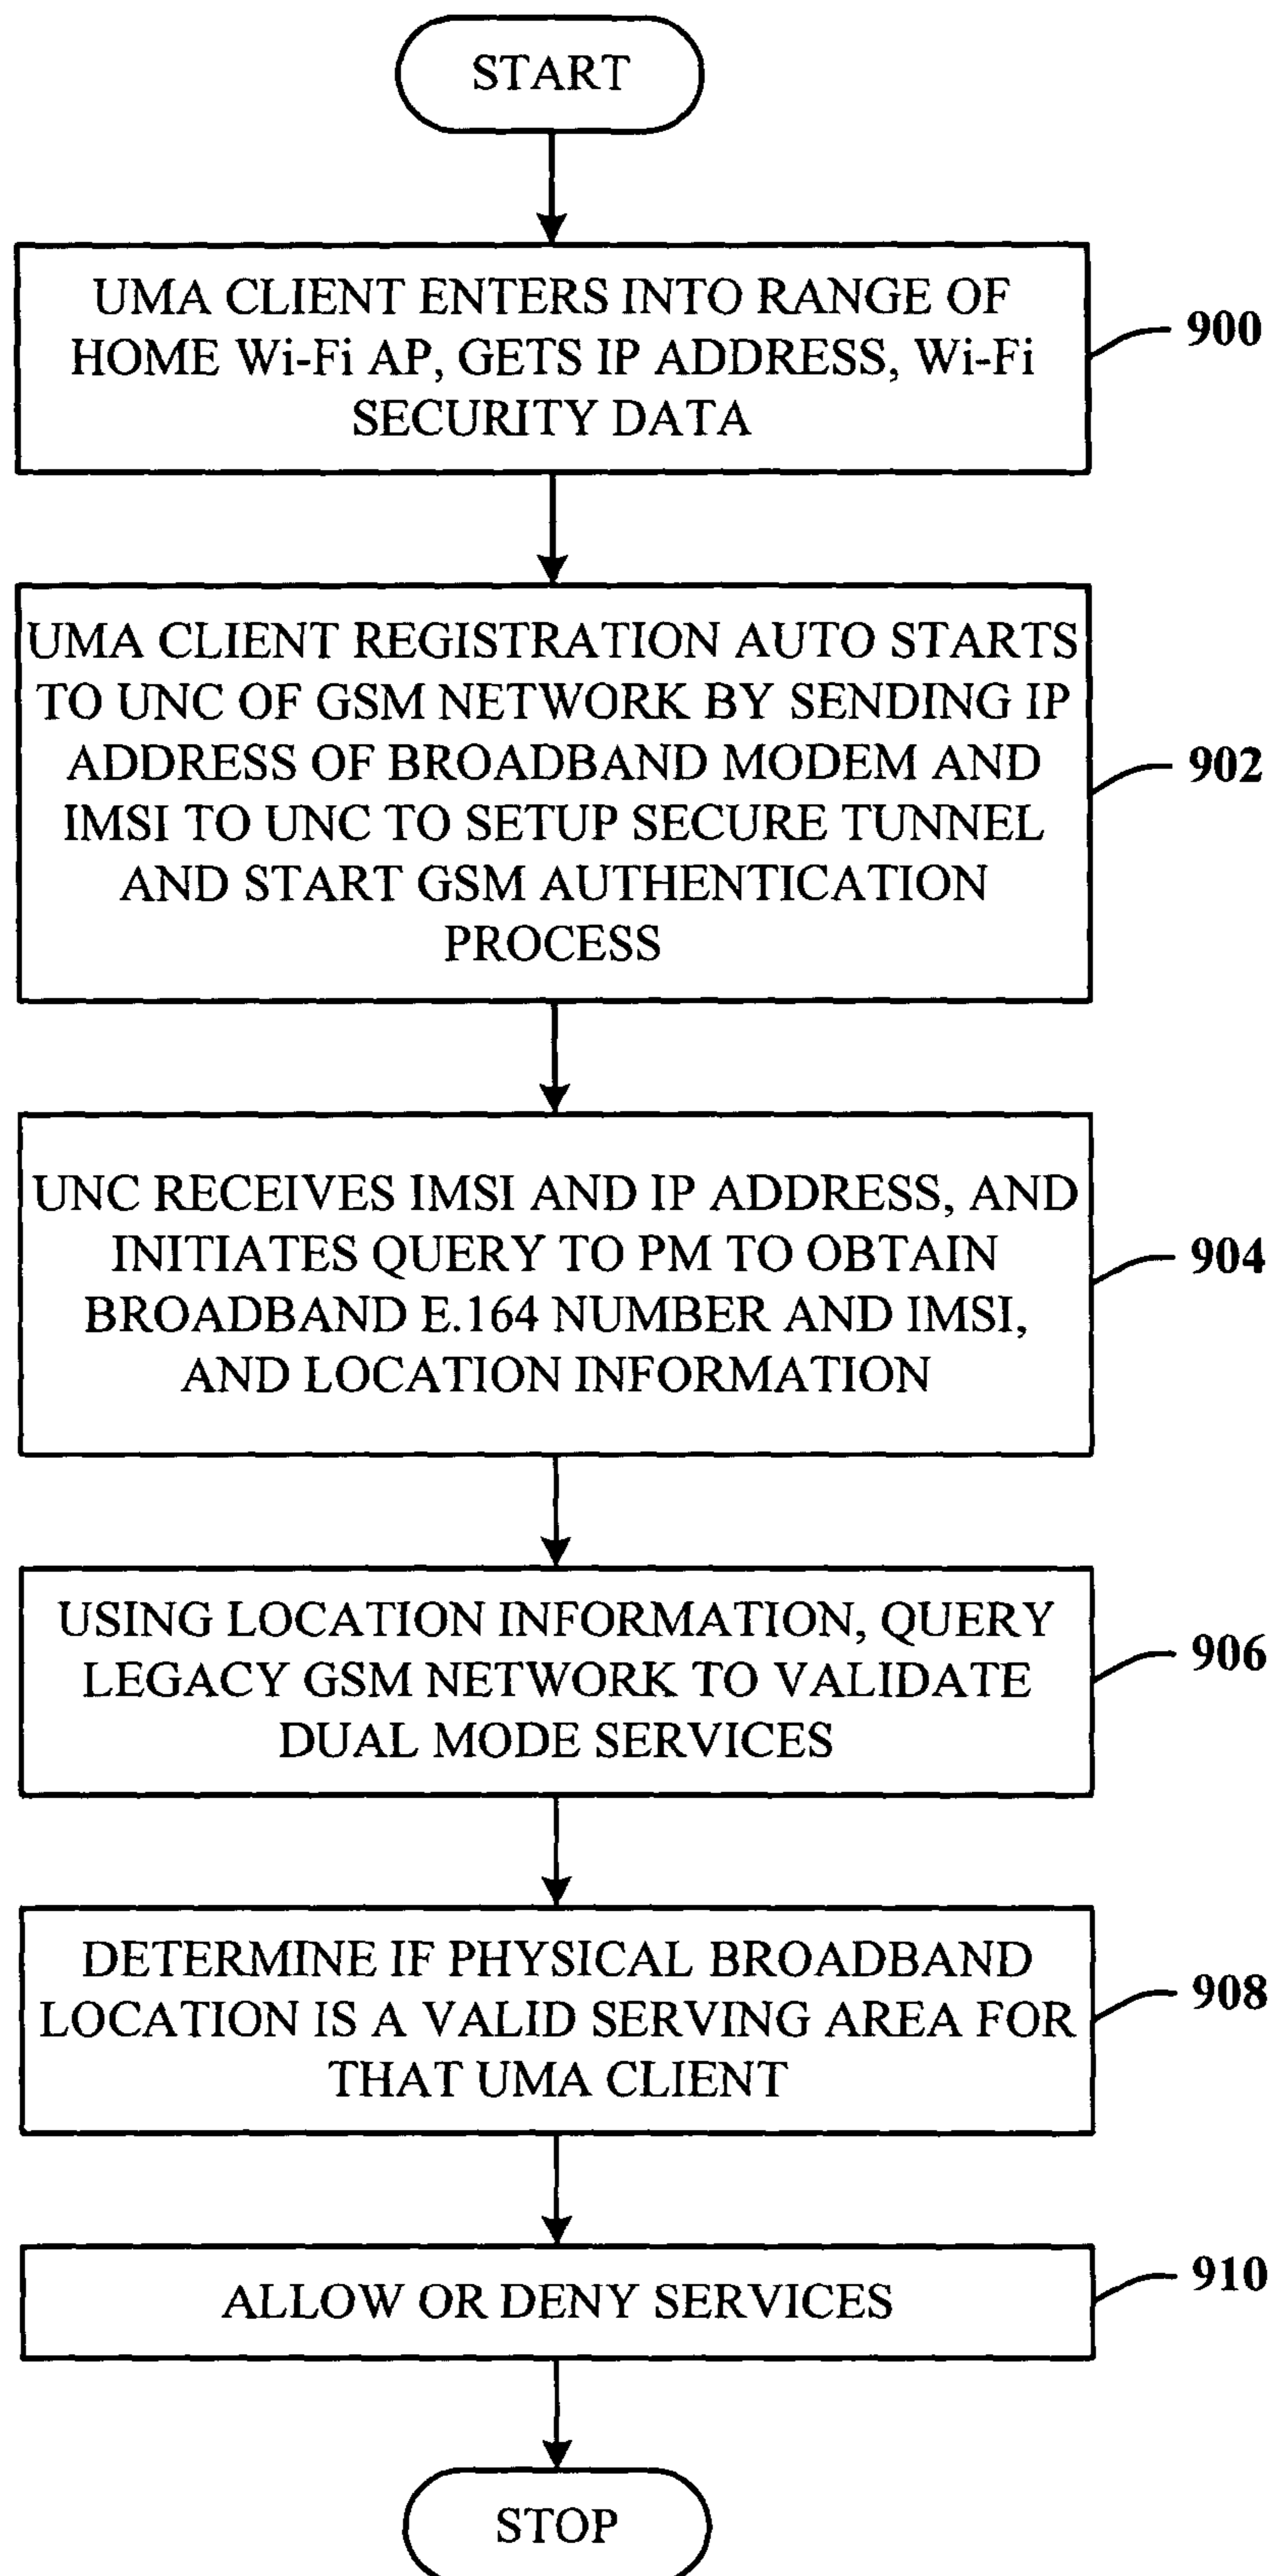 START
UMA CLIENT ENTERS INTO RANGE OF
HOME Wi-Fi AP, GETS IP ADDRESS, Wi-Fi
SECURITY DATA
900
UMA CLIENT REGISTRATION AUTO STARTS
TO UNC OF GSM NETWORK BY SENDING IP
ADDRESS OF BROADBAND MODEM AND
IMSI TO UNC TO SETUP SECURE TUNNEL
AND START GSM AUTHENTICATION
PROCESS
902
UNC RECEIVES IMSI AND IP ADDRESS, AND
INITIATES QUERY TO PM TO OBTAIN
BROADBAND E.164 NUMBER AND IMSI,
AND LOCATION INFORMATION
904
USING LOCATION INFORMATION, QUERY
LEGACY GSM NETWORK TO VALIDATE
DUAL MODE SERVICES
906
DETERMINE IF PHYSICAL BROADBAND
LOCATION IS A VALID SERVING AREA FOR
THAT UMA CLIENT
908
ALLOW OR DENY SERVICES
910
STOP